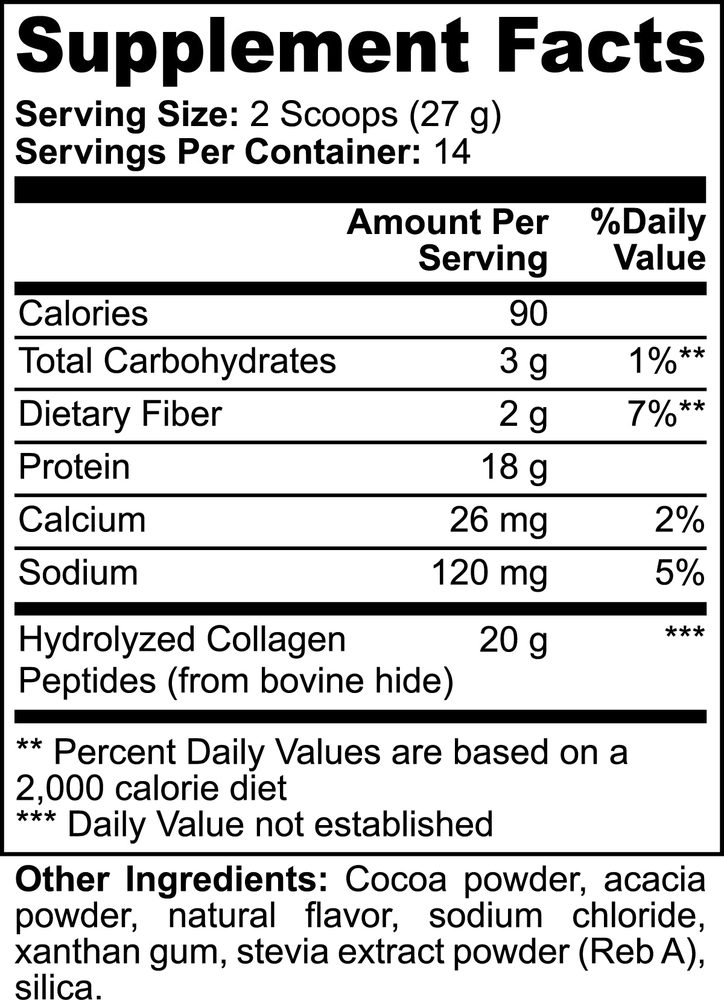 Supplement Facts
Serving Size: 2 Scoops (27 g)
Servings Per Container: 14
Amount Per %Daily
Serving Value
Calories 90
Total Carbohydrates 3 g 1%**
Dietary Fiber 2 g 7%**
Protein 18 g
Calcium 26 mg 2%
Sodium 120 mg 5%
Hydrolyzed Collagen 20 g ***
Peptides (from bovine hide)
** Percent Daily Values are based on a
2,000 calorie diet
*** Daily Value not established
Other Ingredients: Cocoa powder, acacia
powder, natural flavor, sodium chloride,
xanthan gum, stevia extract powder (Reb A),
silica.